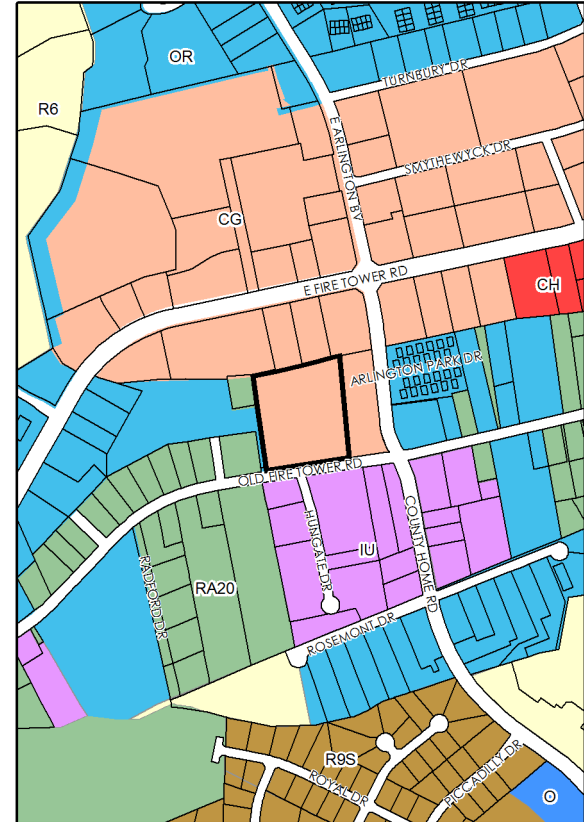 OR
TURNBURY DR
R6
E ARLINGTON BV
SMYTHEWYCK DR
CG
E FIRE TOWER RD
CH
ARLINGTON PARK DR
OLD FIRE TOWER RD
HUNGATE DR
COUNTY HOME RD
RADFORD DR
IU
RA20
ROSEMONT DR
R9S
ROYAL DR
PICCADILLY DR
O